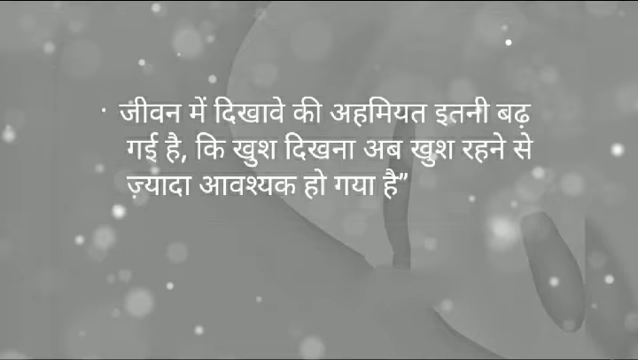 · जीवन में दिखावे की अहमियत इतनी बढ़
गई है, कि खुश दिखना अब खुश रहने से
ज़्यादा आवश्यक हो गया है”